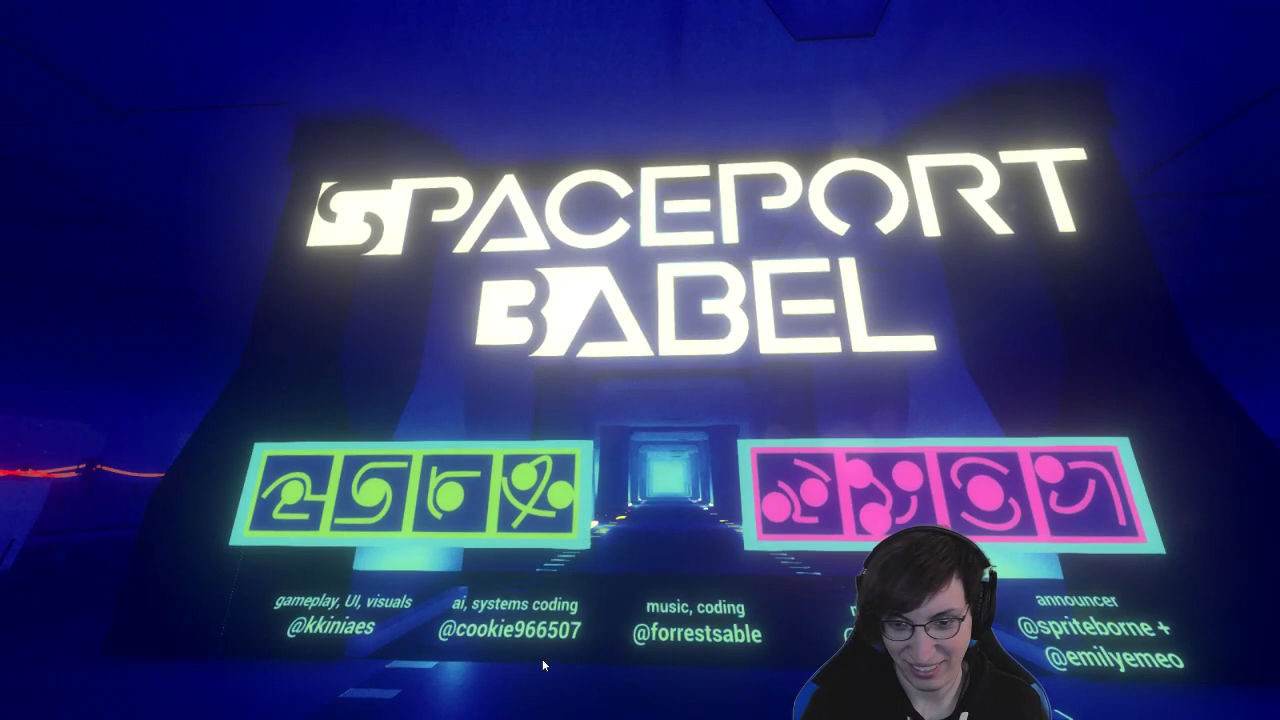 SPACEPORT
BABEL
gameplay, UI, visuals
@kkiniaes
ai, systems coding
@cookie966507
music, coding
@forrestsable
announcer
@spriteborne +
@emilyemeo